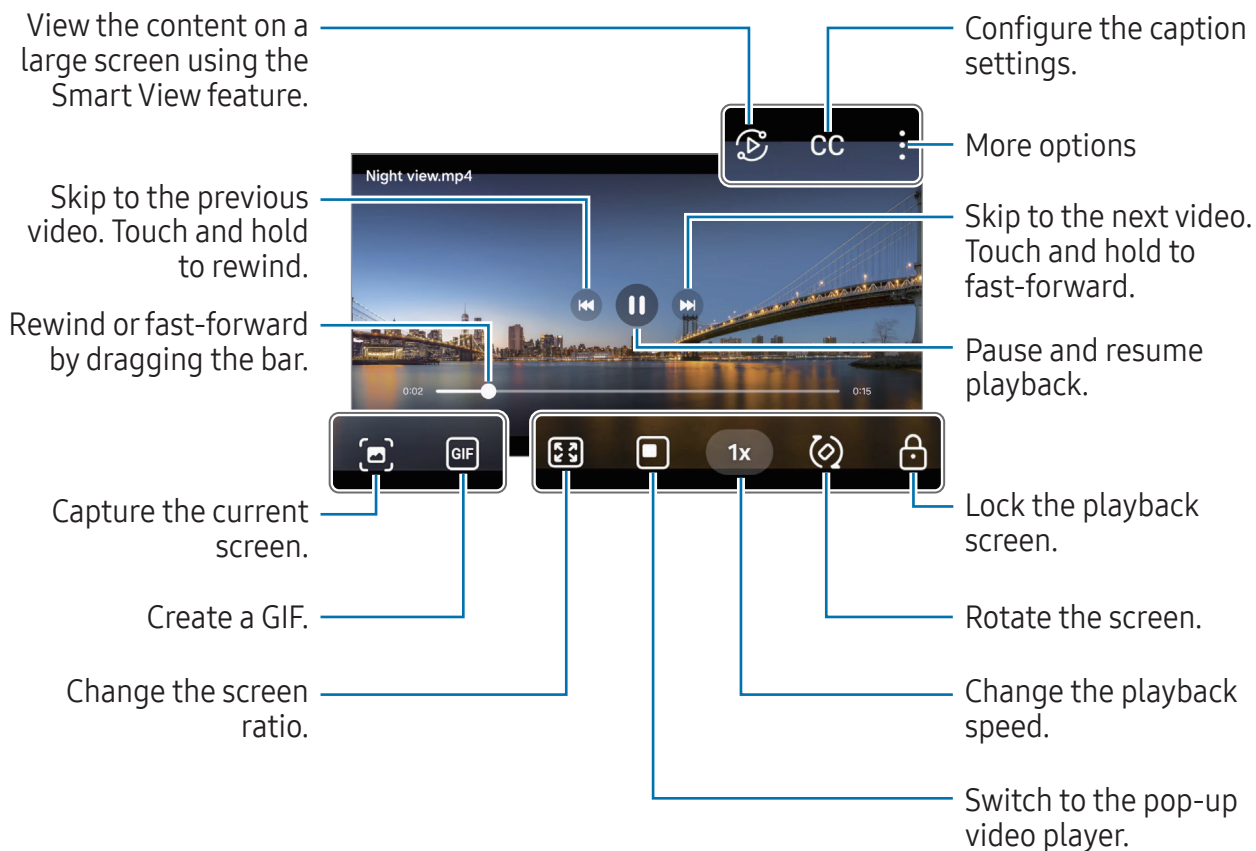 View the content on a
large screen using the
Smart View feature.
Configure the caption
settings.
CC
More options
Night view.mp4
Skip to the previous
video. Touch and hold
to rewind.
Skip to the next video.
Touch and hold to
fast-forward.
Rewind or fast-forward
by dragging the bar.
Pause and resume
playback.
0:02
0:15
GIF
1x
Capture the current
screen.
Lock the playback
screen.
Create a GIF.
Rotate the screen.
Change the screen
ratio.
Change the playback
speed.
Switch to the pop-up
video player.